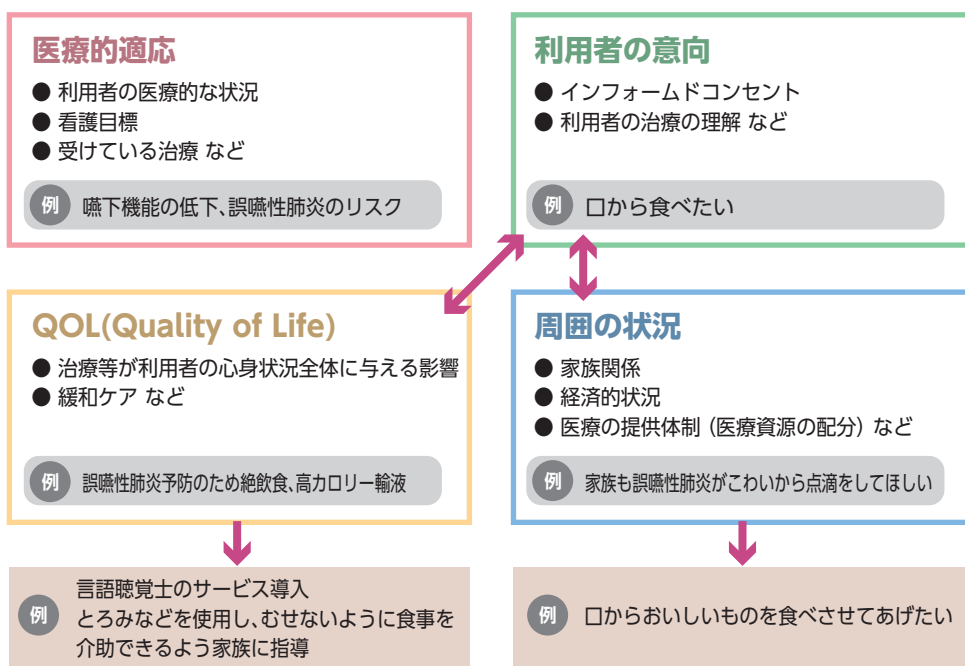 医療的適応
● 利用者の医療的な状況
● 看護目標
● 受けている治療 など
例 嚥下機能の低下、誤嚥性肺炎のリスク
利用者の意向
● インフォームドコンセント
● 利用者の治療の理解 など
例 口から食べたい
QOL(Quality of Life)
● 治療等が利用者の心身状況全体に与える影響
● 緩和ケア など
例 誤嚥性肺炎予防のため絶飲食、高カロリー輸液
周囲の状況
● 家族関係
● 経済的状況
● 医療の提供体制（医療資源の配分）など
例 家族も誤嚥性肺炎がこわいから点滴をしてほしい
言語聴覚士のサービス導入
例 とろみなどを使用し、むせないように食事を
介助できるよう家族に指導
例 口からおいしいものを食べさせてあげたい